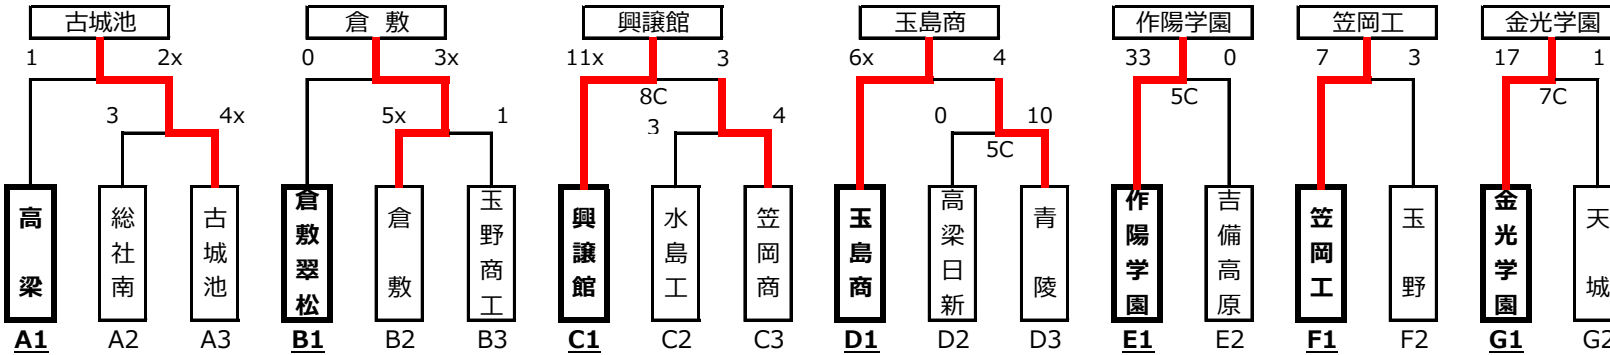 古城池 倉 敷 興譲館 玉島商 作陽学園 笠岡工 金光学園
1 2x 0 3x 11x 3 6x 4 33 0 7 3 17 1
8C 5C 7C
3 4x 5x 1 3 4 0 10
5C
高梁 総社南 古城池 倉敷翠松 倉敷 玉野商工 興譲館 水島工 笠岡商 玉島商 高梁日新 青陵 作陽学園 吉備高原 笠岡工 玉野 金光学園 天城
A1 A2 A3 B1 B2 B3 C1 C2 C3 D1 D2 D3 E1 E2 F1 F2 G1 G2